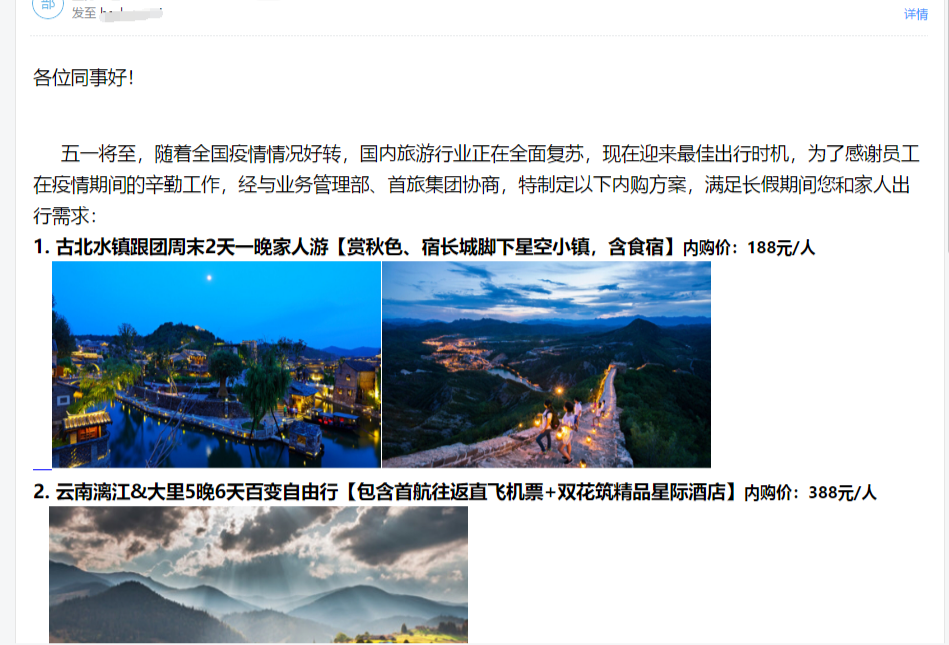 部
发至
详情
各位同事好！
五一将至，随着全国疫情情况好转，国内旅游行业正在全面复苏，现在迎来最佳出行时机，为了感谢员工
在疫情期间的辛勤工作，经与业务管理部、首旅集团协商，特制定以下内购方案，满足长假期间您和家人出
行需求：
1. 古北水镇跟团周末2天一晚家人游【赏秋色、宿长城脚下星空小镇，含食宿】内购价：188元/人
2. 云南漓江&大里5晚6天百变自由行【包含首航往返直飞机票+双花筑精品星际酒店】内购价：388元/人